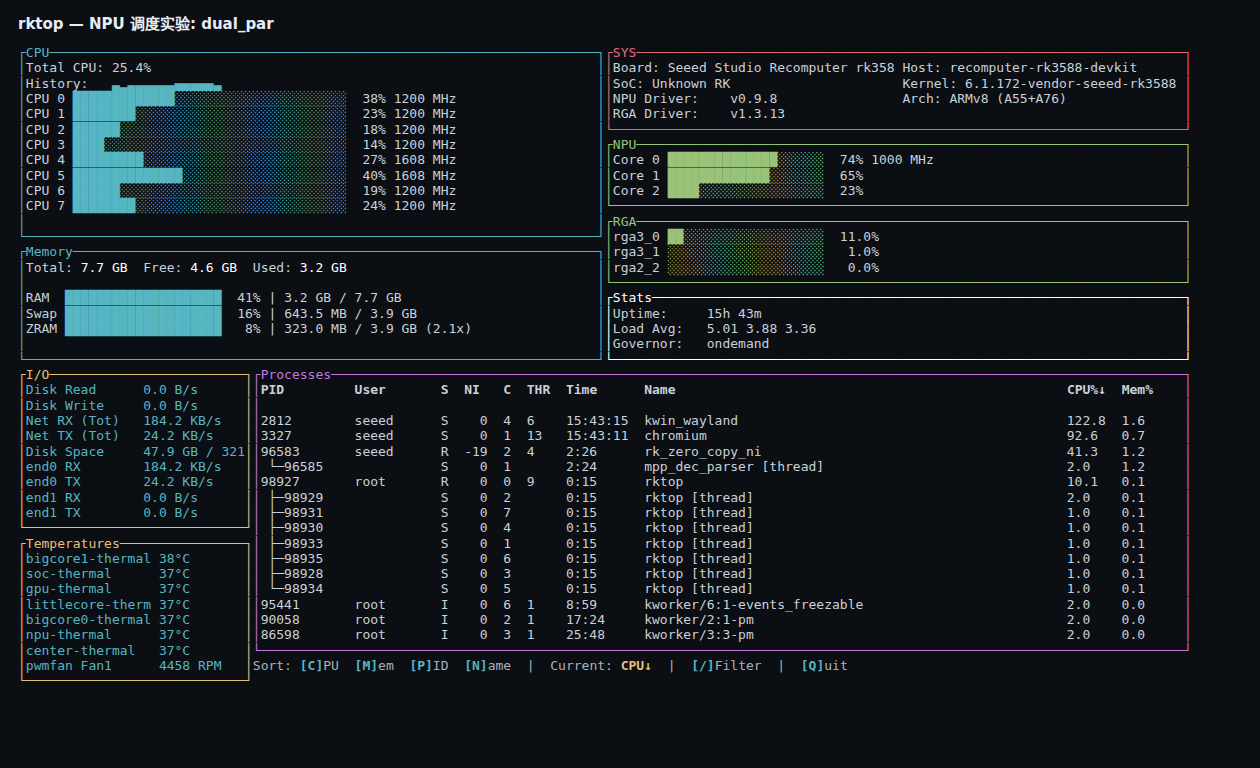 rktop — NPU 调度实验: dual_par
CPU
Total CPU: 25.4%
History:
CPU 0 38% 1200 MHz
CPU 1 23% 1200 MHz
CPU 2 18% 1200 MHz
CPU 3 14% 1200 MHz
CPU 4 27% 1608 MHz
CPU 5 40% 1608 MHz
CPU 6 19% 1200 MHz
CPU 7 24% 1200 MHz
SYS
Board: Seeed Studio Recomputer rk358 Host: recomputer-rk3588-devkit
SoC: Unknown RK Kernel: 6.1.172-vendor-seeed-rk3588
NPU Driver: v0.9.8 Arch: ARMv8 (A55+A76)
RGA Driver: v1.3.13
NPU
Core 0 74% 1000 MHz
Core 1 65%
Core 2 23%
RGA
rga3_0 11.0%
rga3_1 1.0%
rga2_2 0.0%
Memory
Total: 7.7 GB Free: 4.6 GB Used: 3.2 GB
RAM 41% | 3.2 GB / 7.7 GB
Swap 16% | 643.5 MB / 3.9 GB
ZRAM 8% | 323.0 MB / 3.9 GB (2.1x)
Stats
Uptime: 15h 43m
Load Avg: 5.01 3.88 3.36
Governor: ondemand
I/O
Disk Read 0.0 B/s
Disk Write 0.0 B/s
Net RX (Tot) 184.2 KB/s
Net TX (Tot) 24.2 KB/s
Disk Space 47.9 GB / 321
end0 RX 184.2 KB/s
end0 TX 24.2 KB/s
end1 RX 0.0 B/s
end1 TX 0.0 B/s
Temperatures
bigcore1-thermal 38°C
soc-thermal 37°C
gpu-thermal 37°C
littlecore-therm 37°C
bigcore0-thermal 37°C
npu-thermal 37°C
center-thermal 37°C
pwmfan Fan1 4458 RPM
Processes
PID User S NI C THR Time Name CPU%↓ Mem%
2812 seeed S 0 4 6 15:43:15 kwin_wayland 122.8 1.6
3327 seeed S 0 1 13 15:43:11 chromium 92.6 0.7
96583 seeed R -19 2 4 2:26 rk_zero_copy_ni 41.3 1.2
└─96585 S 0 1 2:24 mpp_dec_parser [thread] 2.0 1.2
98927 root R 0 0 9 0:15 rktop 10.1 0.1
├─98929 S 0 2 0:15 rktop [thread] 2.0 0.1
├─98931 S 0 7 0:15 rktop [thread] 1.0 0.1
├─98930 S 0 4 0:15 rktop [thread] 1.0 0.1
├─98933 S 0 1 0:15 rktop [thread] 1.0 0.1
├─98935 S 0 6 0:15 rktop [thread] 1.0 0.1
├─98928 S 0 3 0:15 rktop [thread] 1.0 0.1
└─98934 S 0 5 0:15 rktop [thread] 1.0 0.1
95441 root I 0 6 1 8:59 kworker/6:1-events_freezable 2.0 0.0
90058 root I 0 2 1 17:24 kworker/2:1-pm 2.0 0.0
86598 root I 0 3 1 25:48 kworker/3:3-pm 2.0 0.0
Sort: [C]PU [M]em [P]ID [N]ame | Current: CPU↓ | [/]Filter | [Q]uit